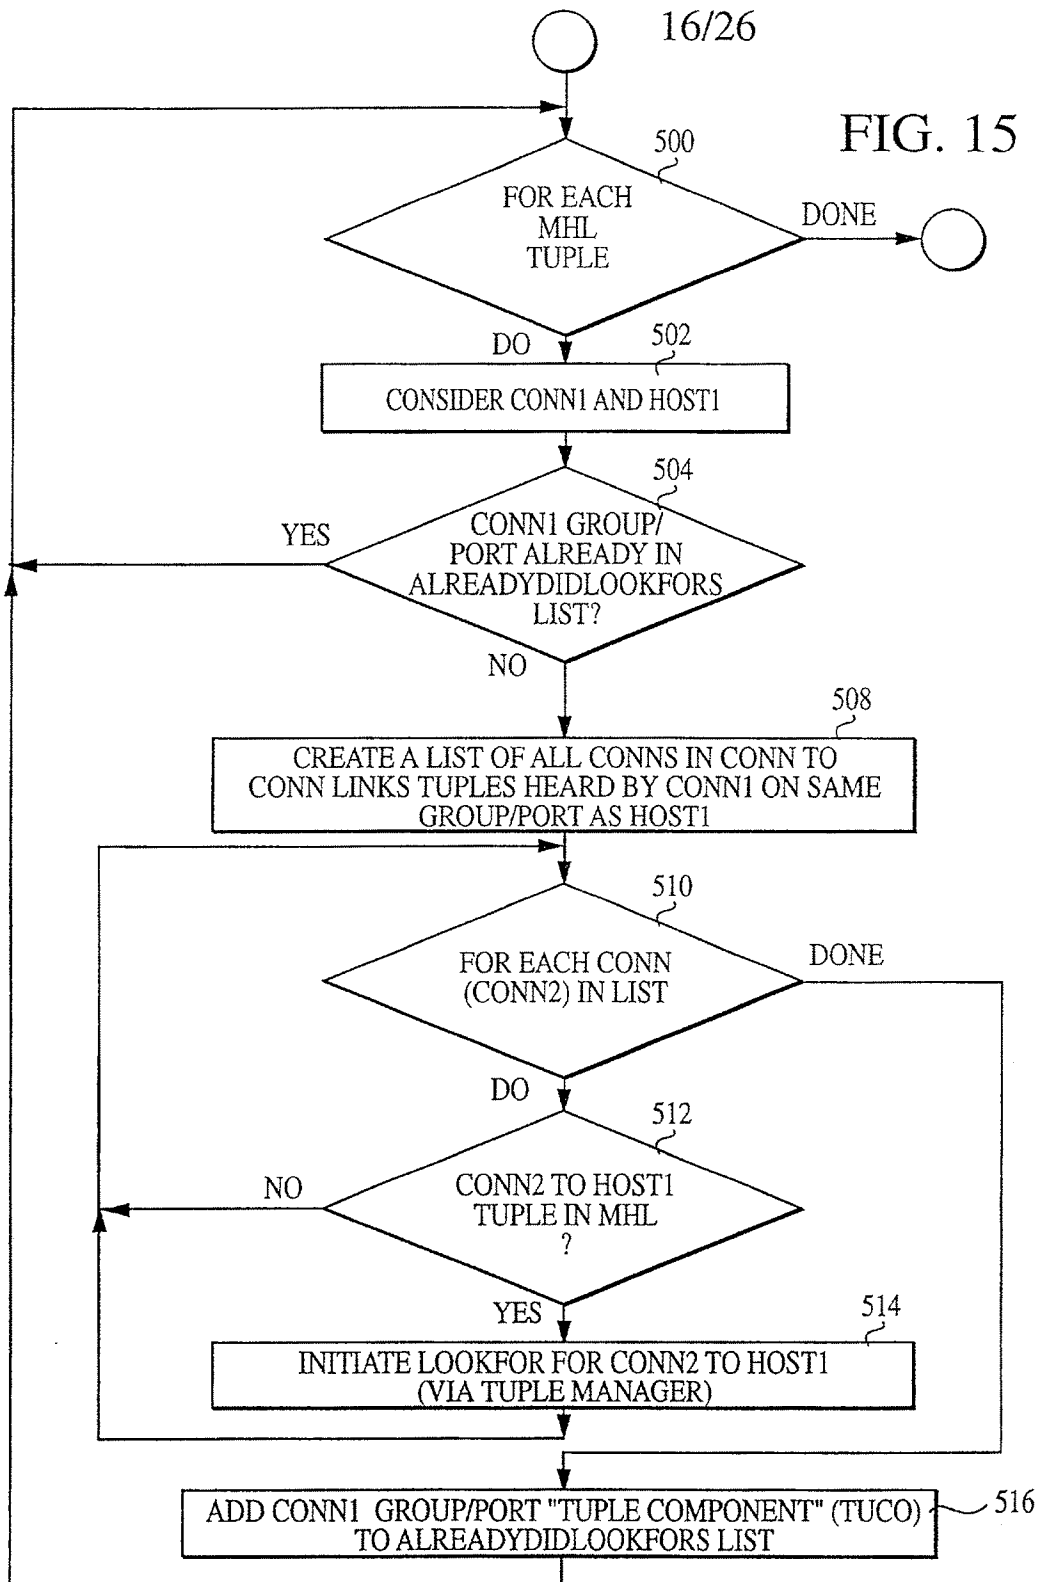 16/26
FIG. 15
500
FOR EACH
MHL
TUPLE
DONE
DO
502
CONSIDER CONN1 AND HOST1
504
YES
CONN1 GROUP/
PORT ALREADY IN
ALREADYDIDLOOKFORS
LIST?
NO
508
CREATE A LIST OF ALL CONNS IN CONN TO
CONN LINKS TUPLES HEARD BY CONN1 ON SAME
GROUP/PORT AS HOST1
510
FOR EACH CONN
(CONN2) IN LIST
DONE
DO
512
NO
CONN2 TO HOST1
TUPLE IN MHL
?
YES
514
INITIATE LOOKFOR FOR CONN2 TO HOST1
(VIA TUPLE MANAGER)
ADD CONN1 GROUP/PORT "TUPLE COMPONENT" (TUCO)
TO ALREADYDIDLOOKFORS LIST
516